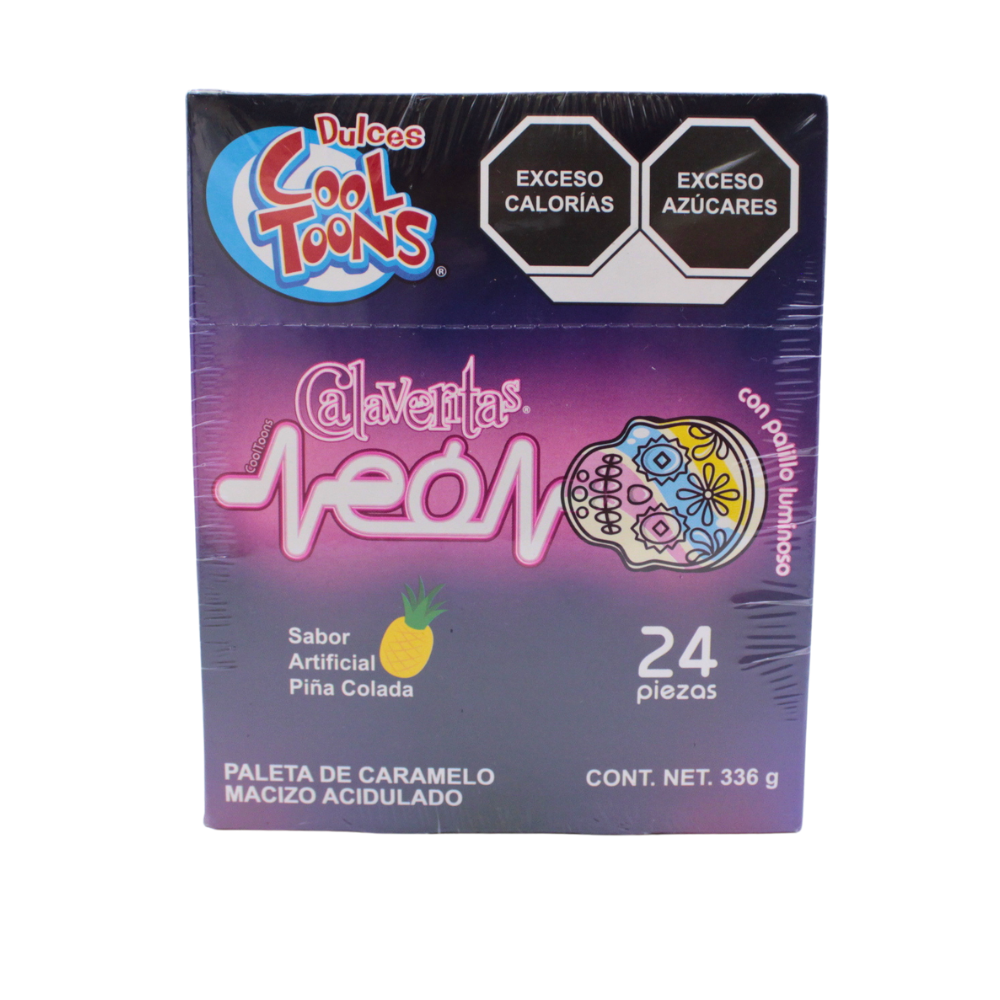 Dulces
COOL
TOONS
®
EXCESO
CALORÍAS
EXCESO
AZÚCARES
Calaveritas®
CoolToons
NEÓN
con palillo luminoso
Sabor
Artificial
Piña Colada
24
piezas
PALETA DE CARAMELO
MACIZO ACIDULADO
CONT. NET. 336 g